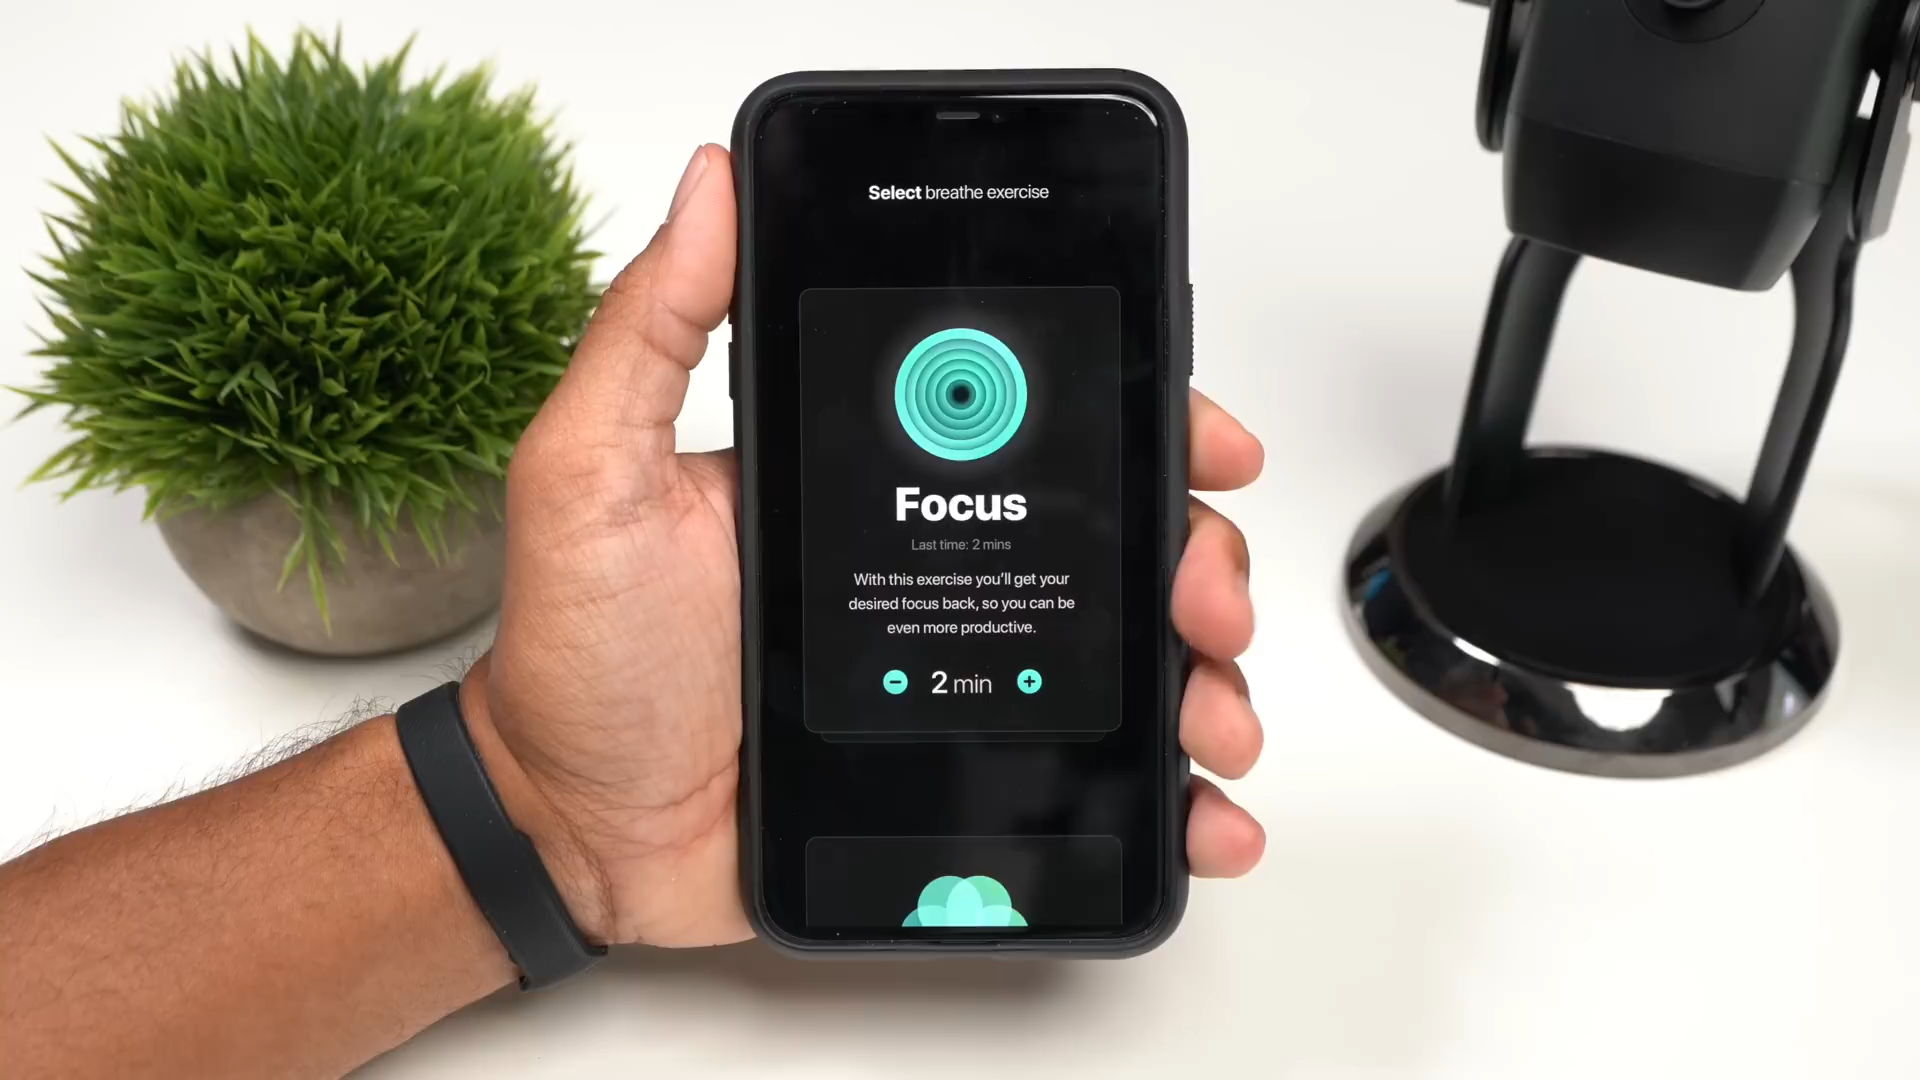 Select breathe exercise
Focus
Last time: 2 mins
With this exercise you'll get your
desired focus back, so you can be
even more productive.
2 min